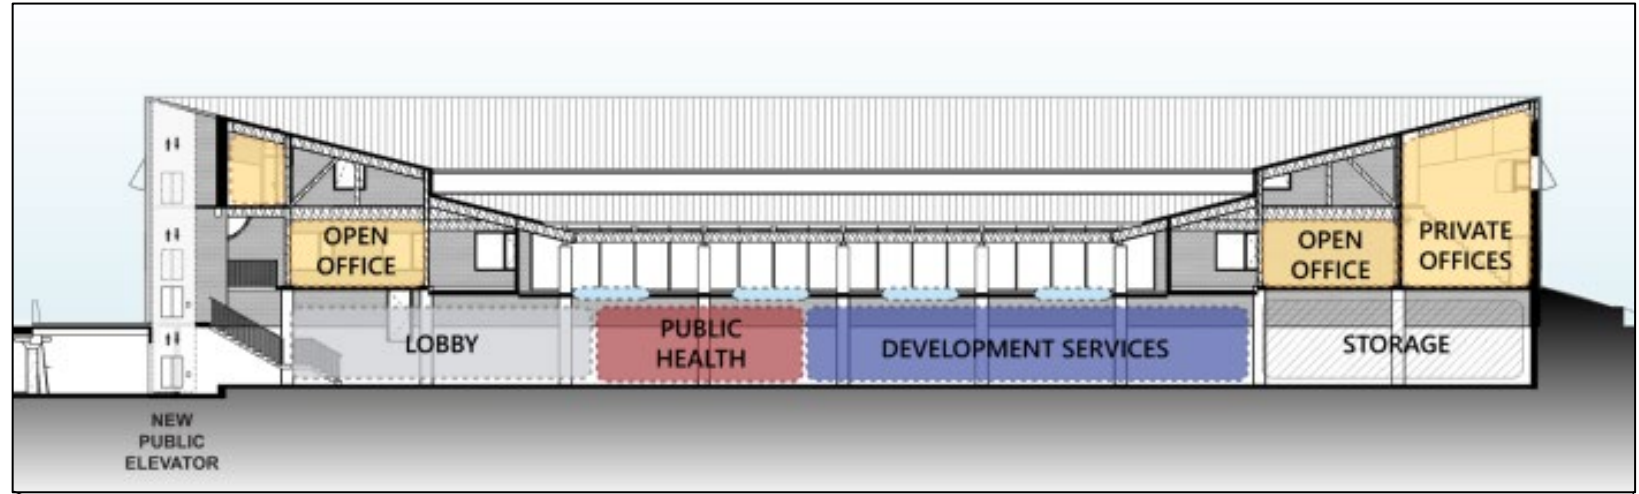 OPEN
OFFICE
OPEN
OFFICE
PRIVATE
OFFICES
LOBBY
PUBLIC
HEALTH
DEVELOPMENT SERVICES
STORAGE
NEW
PUBLIC
ELEVATOR